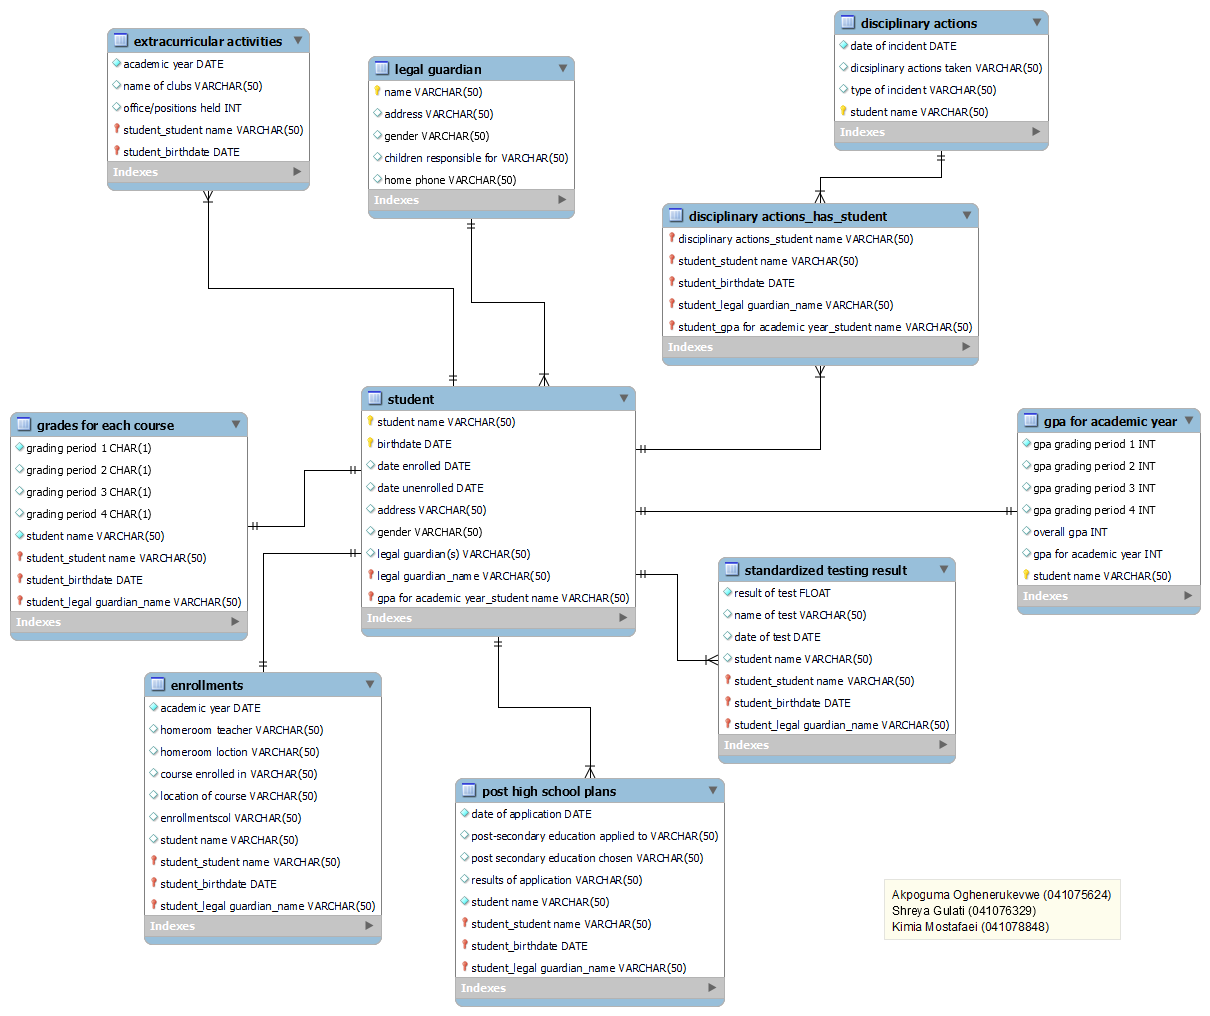 extracurricular activities
academic year DATE
name of clubs VARCHAR(50)
office/positions held INT
student_student name VARCHAR(50)
student_birthdate DATE
Indexes
legal guardian
name VARCHAR(50)
address VARCHAR(50)
gender VARCHAR(50)
children responsible for VARCHAR(50)
home phone VARCHAR(50)
Indexes
disciplinary actions
date of incident DATE
dicsiplinary actions taken VARCHAR(50)
type of incident VARCHAR(50)
student name VARCHAR(50)
Indexes
disciplinary actions_has_student
disciplinary actions_student name VARCHAR(50)
student_student name VARCHAR(50)
student_birthdate DATE
student_legal guardian_name VARCHAR(50)
student_gpa for academic year_student name VARCHAR(50)
Indexes
student
student name VARCHAR(50)
birthdate DATE
date enrolled DATE
date unenrolled DATE
address VARCHAR(50)
gender VARCHAR(50)
legal guardian(s) VARCHAR(50)
legal guardian_name VARCHAR(50)
gpa for academic year_student name VARCHAR(50)
Indexes
grades for each course
grading period 1 CHAR(1)
grading period 2 CHAR(1)
grading period 3 CHAR(1)
grading period 4 CHAR(1)
student name VARCHAR(50)
student_student name VARCHAR(50)
student_birthdate DATE
student_legal guardian_name VARCHAR(50)
Indexes
gpa for academic year
gpa grading period 1 INT
gpa grading period 2 INT
gpa grading period 3 INT
gpa grading period 4 INT
overall gpa INT
gpa for academic year INT
student name VARCHAR(50)
Indexes
standardized testing result
result of test FLOAT
name of test VARCHAR(50)
date of test DATE
student name VARCHAR(50)
student_student name VARCHAR(50)
student_birthdate DATE
student_legal guardian_name VARCHAR(50)
Indexes
enrollments
academic year DATE
homeroom teacher VARCHAR(50)
homeroom loction VARCHAR(50)
course enrolled in VARCHAR(50)
location of course VARCHAR(50)
enrollmentscol VARCHAR(50)
student name VARCHAR(50)
student_student name VARCHAR(50)
student_birthdate DATE
student_legal guardian_name VARCHAR(50)
Indexes
post high school plans
date of application DATE
post-secondary education applied to VARCHAR(50)
post secondary education chosen VARCHAR(50)
results of application VARCHAR(50)
student name VARCHAR(50)
student_student name VARCHAR(50)
student_birthdate DATE
student_legal guardian_name VARCHAR(50)
Indexes
Akpoguma Oghenerukevwe (041075624)
Shreya Gulati (041076329)
Kimia Mostafaei (041078848)